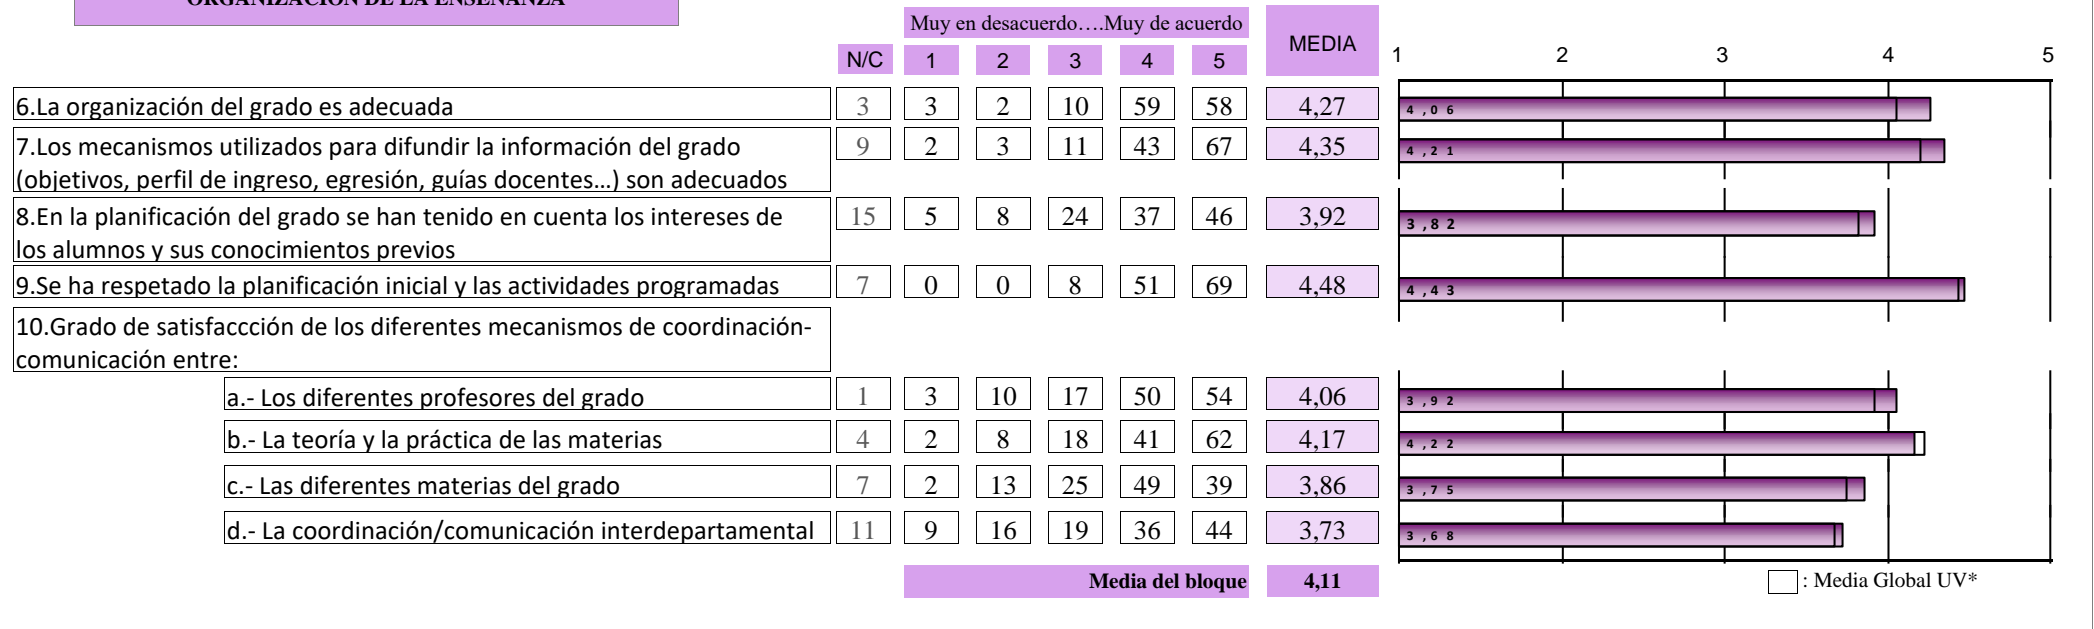 ORGANIZACIÓN DE LA ENSEÑANZA
Muy en desacuerdo….Muy de acuerdo
MEDIA
N/C 1 2 3 4 5
1 2 3 4 5
6.La organización del grado es adecuada 3 3 2 10 59 58 4,27 4,06
7.Los mecanismos utilizados para difundir la información del grado 9 2 3 11 43 67 4,35 4,21
(objetivos, perfil de ingreso, egresión, guías docentes…) son adecuados
8.En la planificación del grado se han tenido en cuenta los intereses de 15 5 8 24 37 46 3,92 3,82
los alumnos y sus conocimientos previos
9.Se ha respetado la planificación inicial y las actividades programadas 7 0 0 8 51 69 4,48 4,43
10.Grado de satisfaccción de los diferentes mecanismos de coordinación-
comunicación entre:
a.- Los diferentes profesores del grado 1 3 10 17 50 54 4,06 3,92
b.- La teoría y la práctica de las materias 4 2 8 18 41 62 4,17 4,22
c.- Las diferentes materias del grado 7 2 13 25 49 39 3,86 3,75
d.- La coordinación/comunicación interdepartamental 11 9 16 19 36 44 3,73 3,68
Media del bloque 4,11
: Media Global UV*